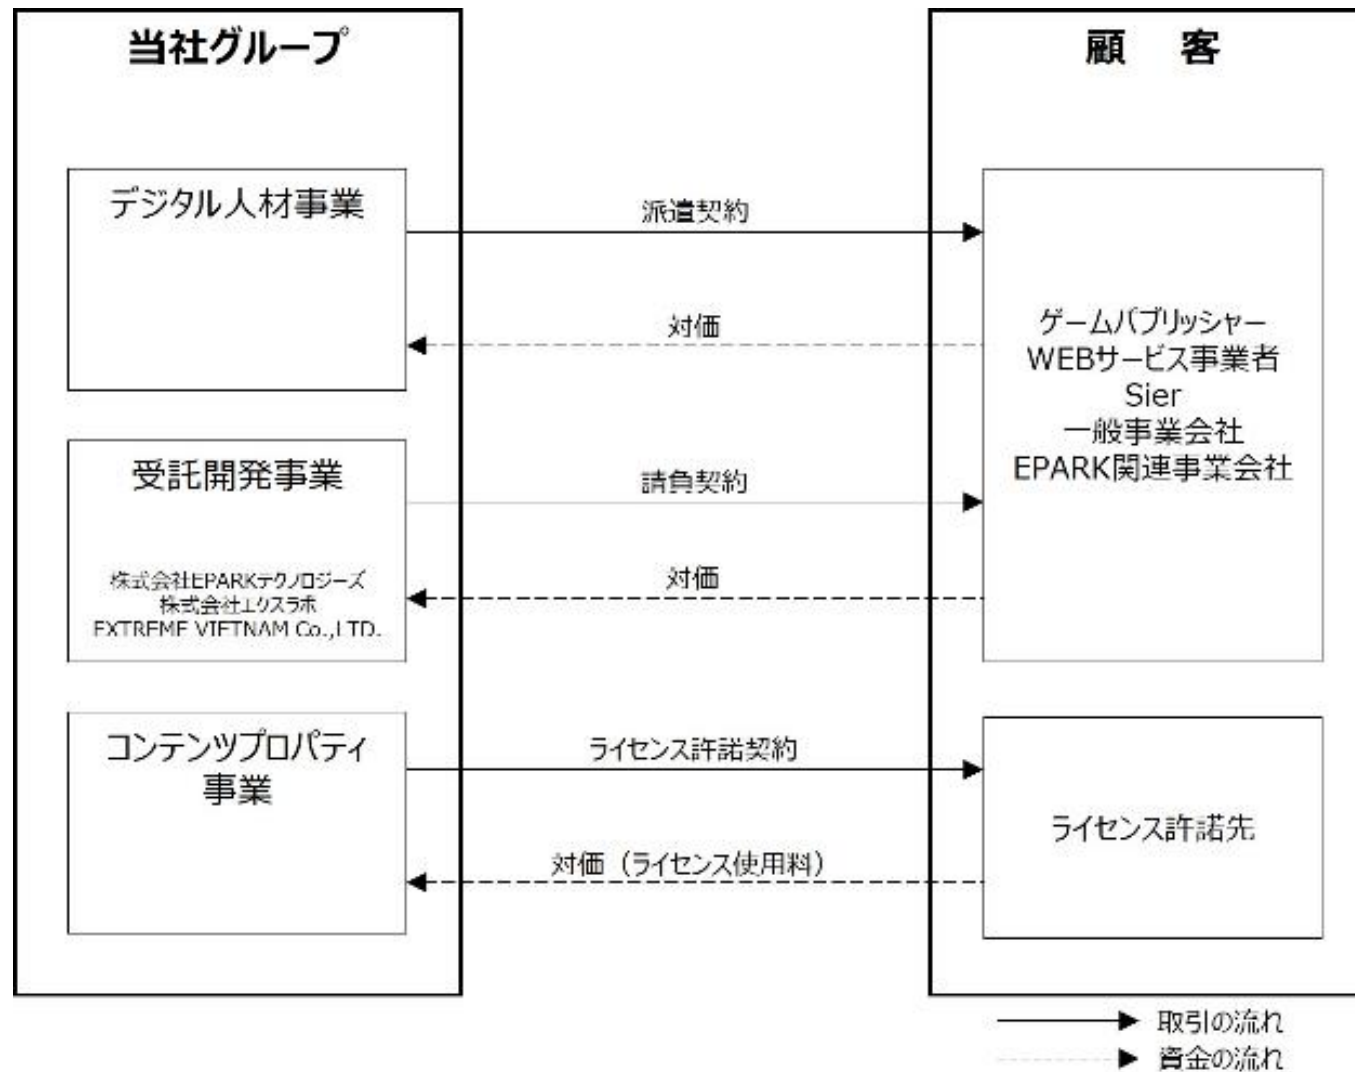 当社グループ
顧 客
デジタル人材事業
派遣契約
対価
ゲームパブリッシャー
WEBサービス事業者
Sier
一般事業会社
EPARK関連事業会社
受託開発事業
請負契約
株式会社EPARKテクノロジーズ
株式会社エクスラボ
EXTREME VIETNAM Co.,LTD.
対価
コンテンツプロパティ
事業
ライセンス許諾契約
ライセンス許諾先
対価（ライセンス使用料）
取引の流れ
資金の流れ